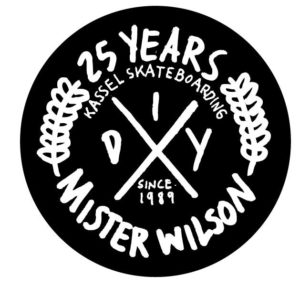 25 YEARS
KASSEL SKATEBOARDING
D I Y
SINCE.
1989
MISTER WILSON